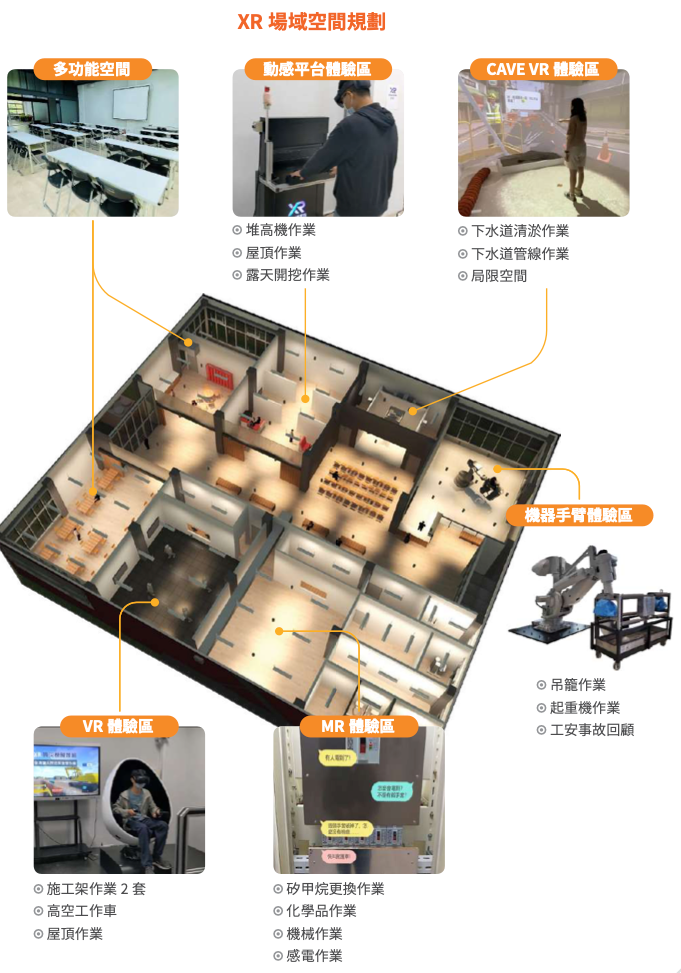 XR 場域空間規劃
多功能空間
動感平台體驗區
CAVE VR 體驗區
XR
堆高機作業
屋頂作業
露天開挖作業
下水道清淤作業
下水道管線作業
局限空間
機器手臂體驗區
吊籠作業
起重機作業
工安事故回顧
VR 體驗區
MR 體驗區
有人觸電了!
施工架作業 2 套
高空工作車
屋頂作業
矽甲烷更換作業
化學品作業
機械作業
感電作業